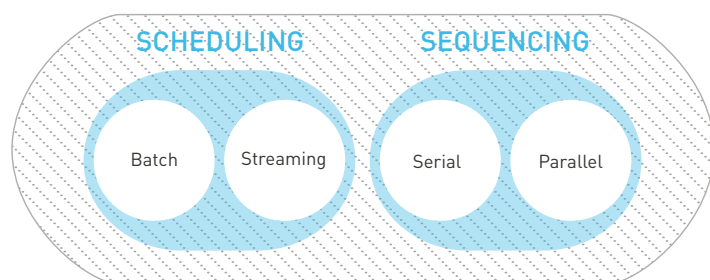 SCHEDULING
SEQUENCING
Batch
Streaming
Serial
Parallel